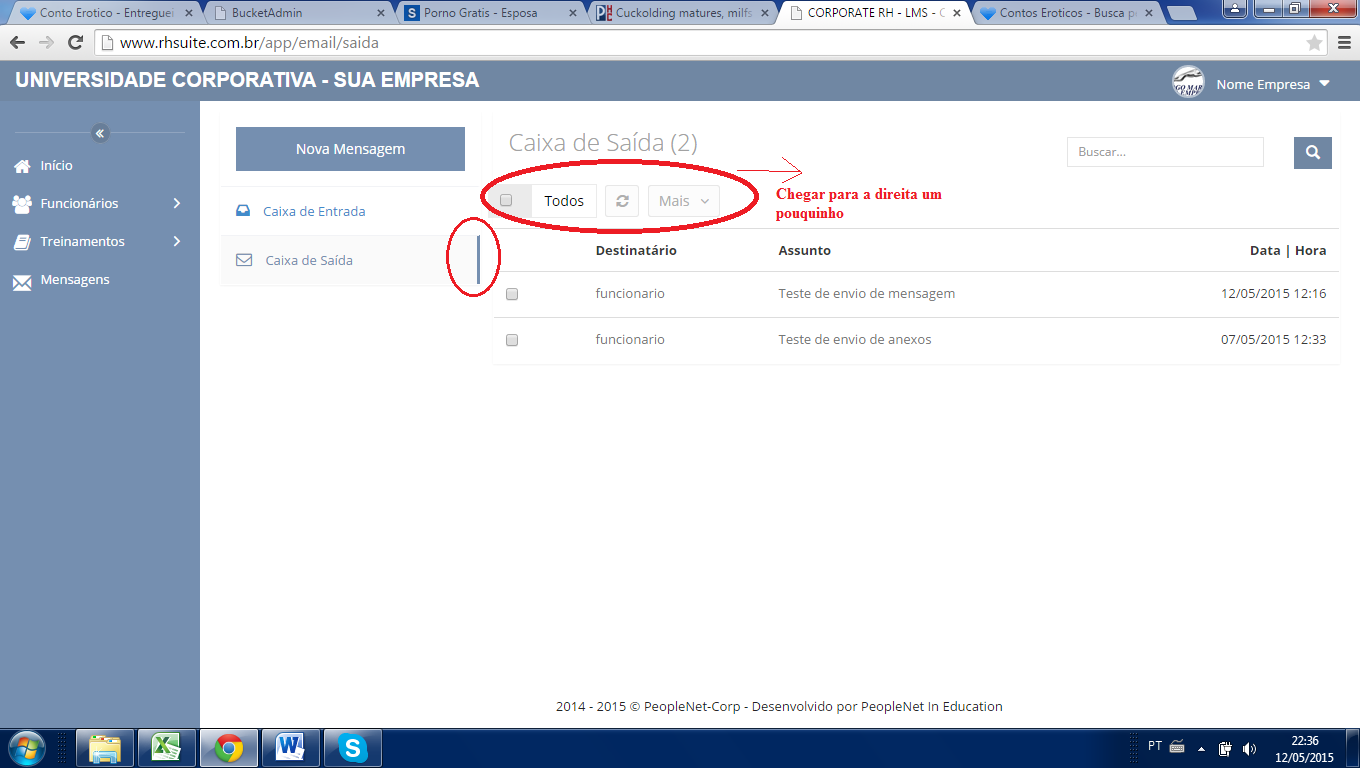 Conto Erotico - Entreguei
BucketAdmin
Porno Gratis - Esposa
Cuckolding matures, milfs
CORPORATE RH - LMS - C
Contos Eroticos - Busca p
www.rhsuite.com.br/app/email/saida
UNIVERSIDADE CORPORATIVA - SUA EMPRESA
GO MAR
EMPE
Nome Empresa
Início
Funcionários
Treinamentos
Mensagens
Nova Mensagem
Caixa de Entrada
Caixa de Saída
Caixa de Saída (2)
Buscar...
Todos
Mais
Chegar para a direita um
pouquinho
Destinatário Assunto Data | Hora
funcionario Teste de envio de mensagem 12/05/2015 12:16
funcionario Teste de envio de anexos 07/05/2015 12:33
2014 - 2015 © PeopleNet-Corp - Desenvolvido por PeopleNet In Education
PT
22:36
12/05/2015